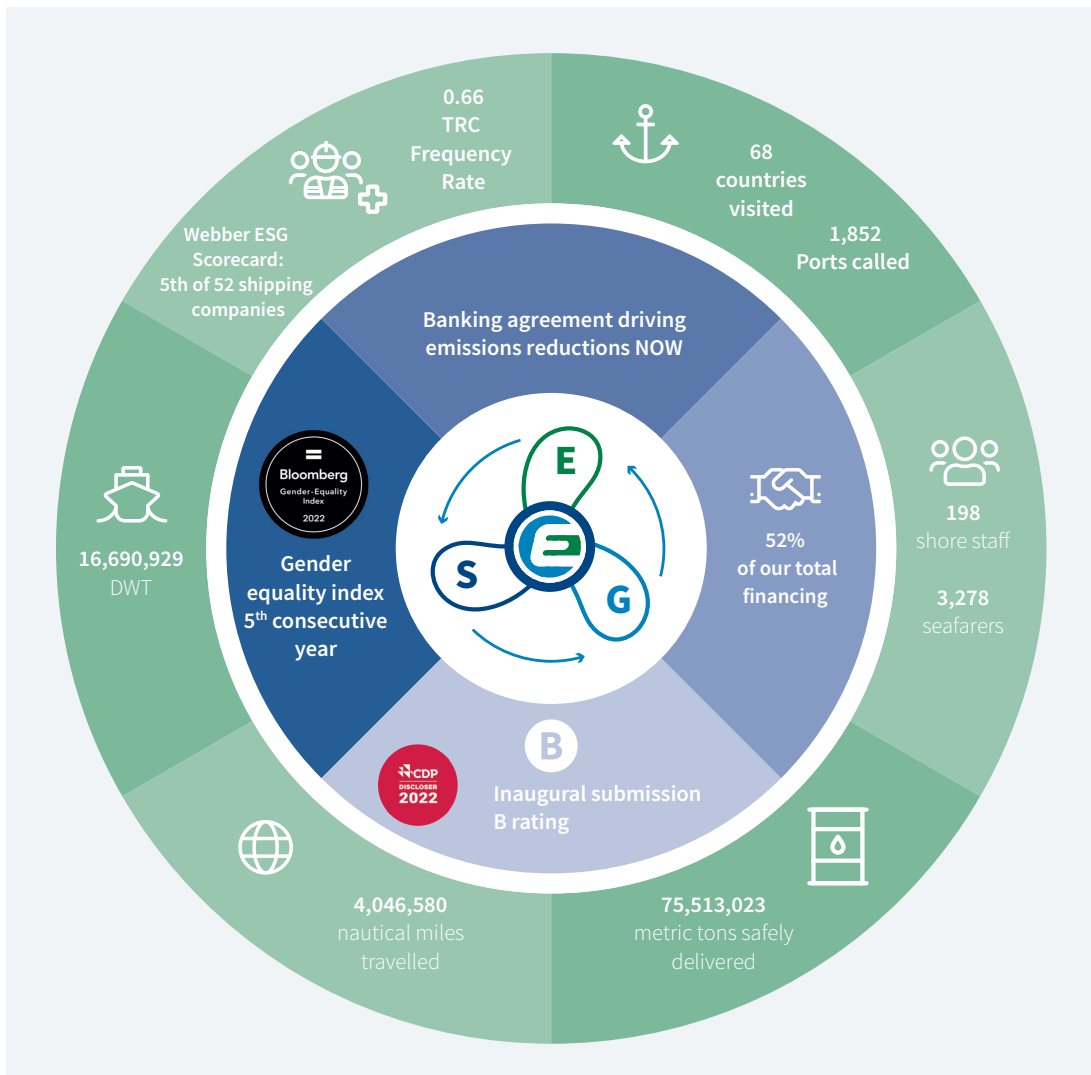 0.66
TRC
Frequency
Rate
68
countries
visited
1,852
Ports called
Webber ESG
Scorecard:
5th of 52 shipping
companies
Banking agreement driving
emissions reductions NOW
Bloomberg
Gender-Equality
Index
2022
Gender
equality index
5th consecutive
year
E
S
G
52%
of our total
financing
198
shore staff
3,278
seafarers
16,690,929
DWT
B
CDP
DISCLOSER
2022
Inaugural submission
B rating
4,046,580
nautical miles
travelled
75,513,023
metric tons safely
delivered